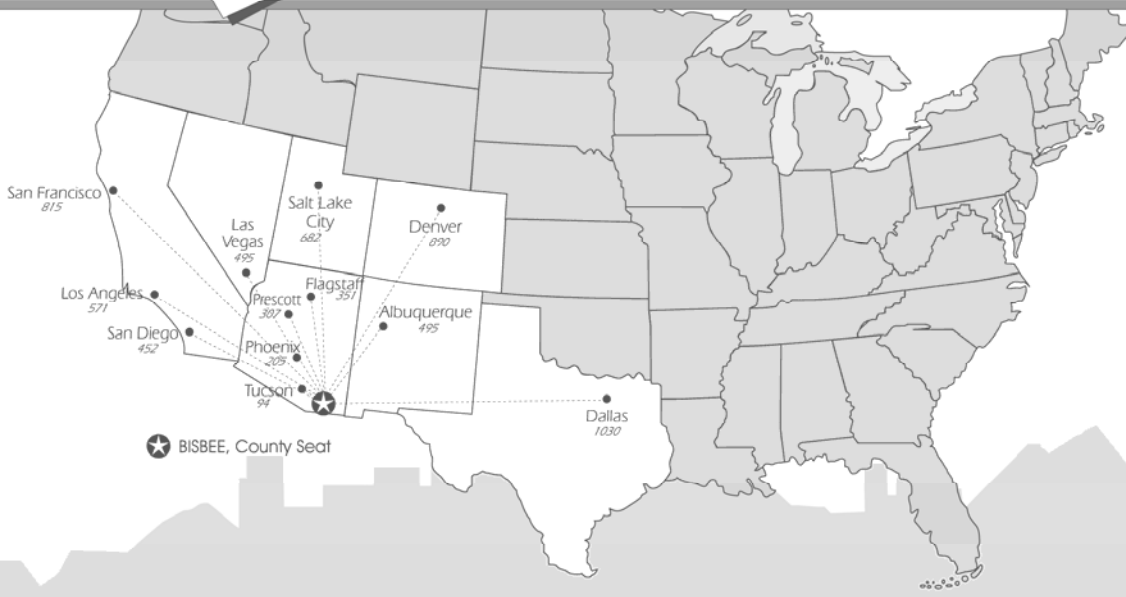 San Francisco
815
Salt Lake
City
682
Denver
890
Las
Vegas
495
Los Angeles
571
Flagstaff
351
Prescott
307
Albuquerque
495
San Diego
452
Phoenix
205
Tucson
94
Dallas
1030
BISBEE, County Seat